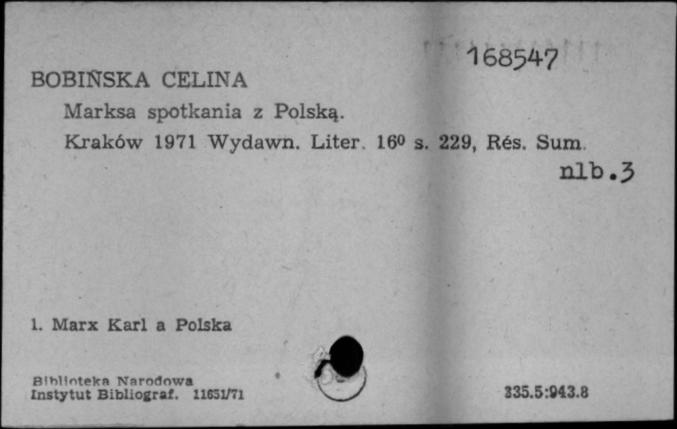 168547
BOBIŃSKA CELINA
Marksa spotkania z Polską.
Kraków 1971 Wydawn. Liter. 16⁰ s. 229, Rés. Sum.
nlb.3
1. Marx Karl a Polska
Biblioteka Narodowa
Instytut Bibliograf. 11651/71
335.5:943.8